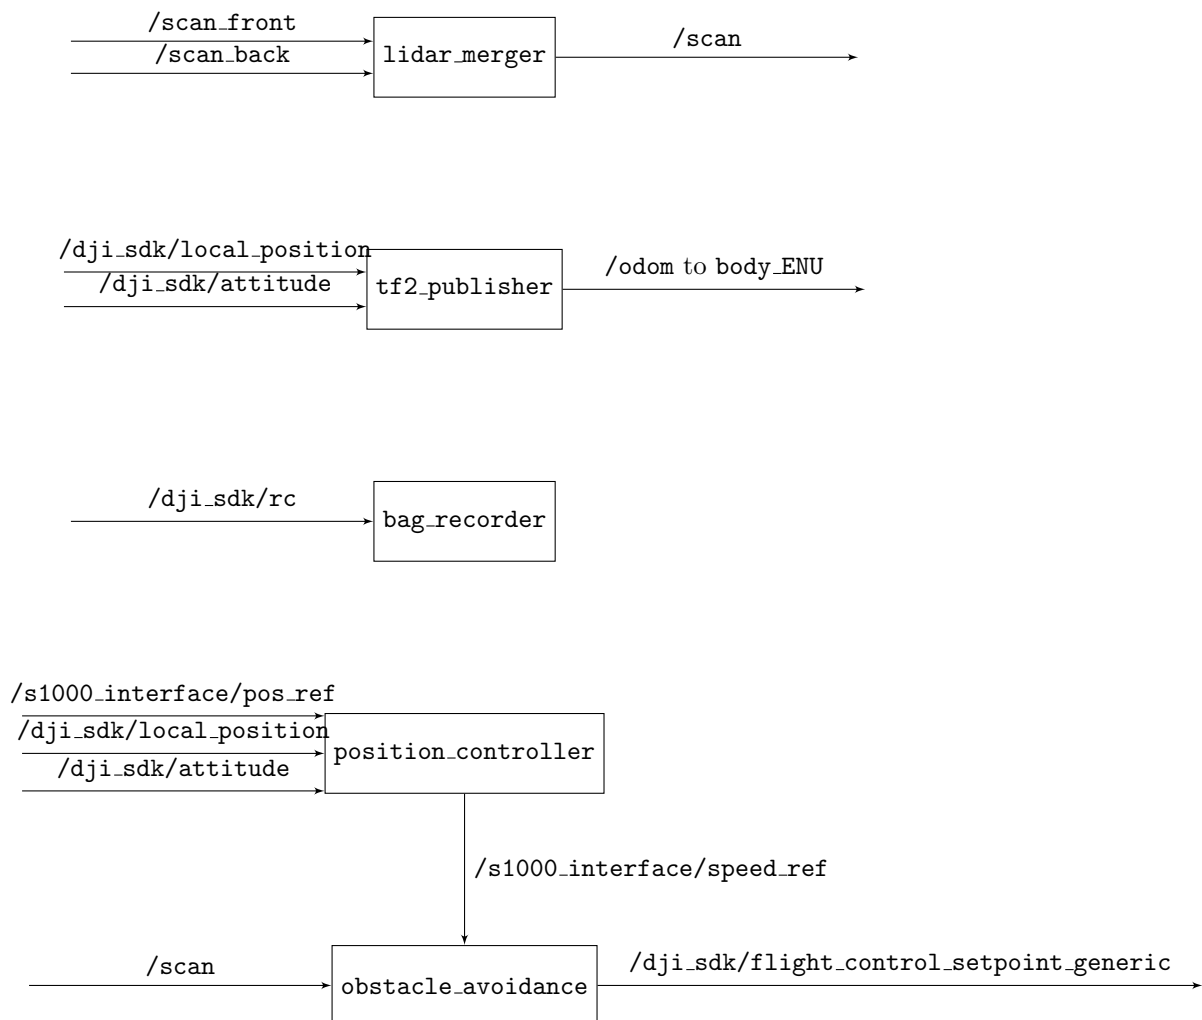 /scan_front
/scan_back
lidar_merger
/scan
/dji_sdk/local_position
/dji_sdk/attitude
tf2_publisher
/odom to body_ENU
/dji_sdk/rc
bag_recorder
/s1000_interface/pos_ref
/dji_sdk/local_position
/dji_sdk/attitude
position_controller
/s1000_interface/speed_ref
/scan
obstacle_avoidance
/dji_sdk/flight_control_setpoint_generic